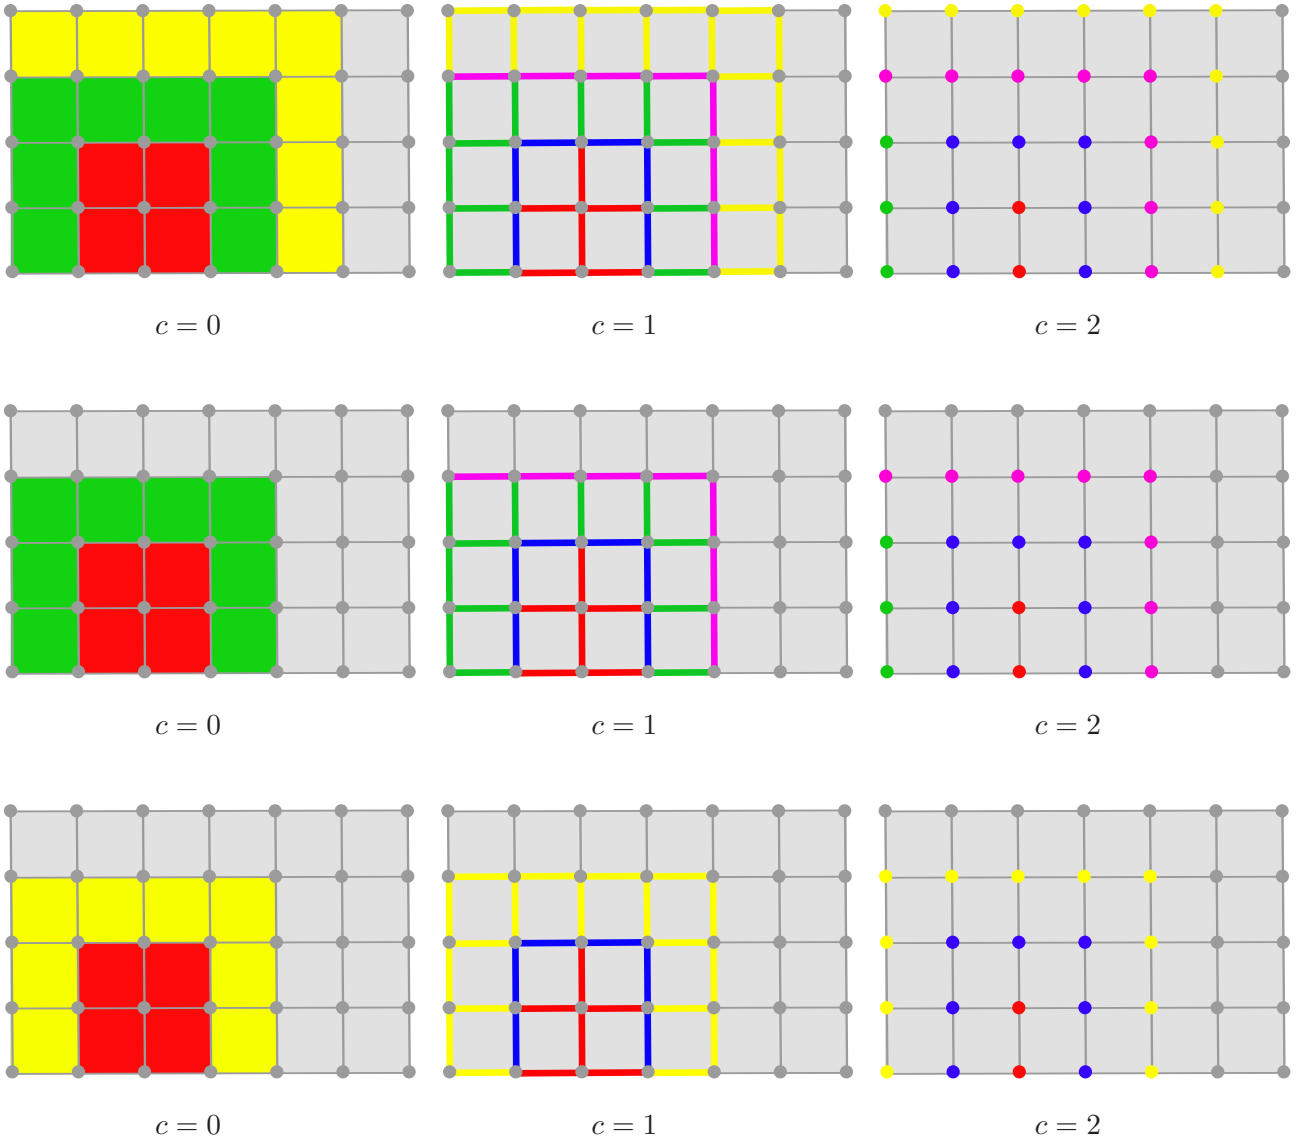 c = 0
c = 1
c = 2
c = 0
c = 1
c = 2
c = 0
c = 1
c = 2